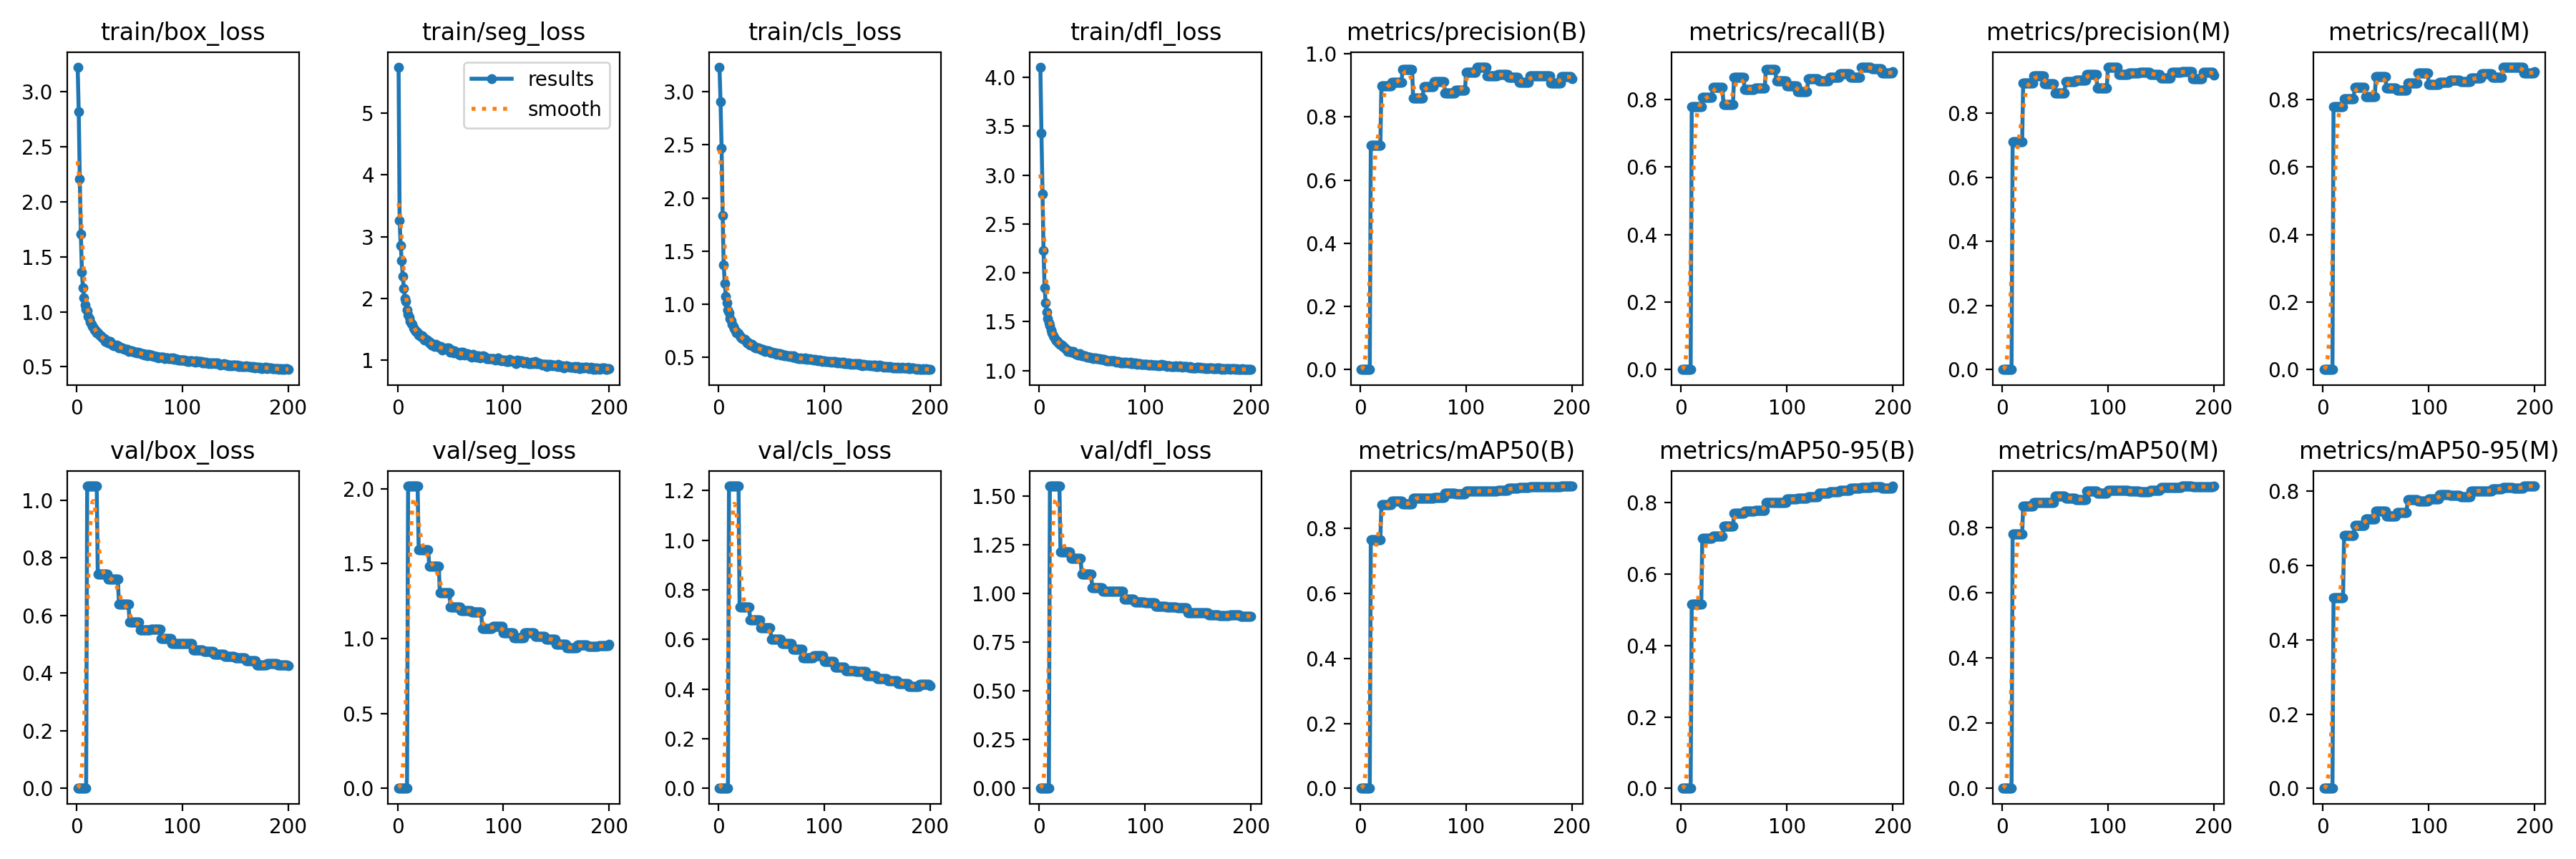 train/box_loss
train/seg_loss
train/cls_loss
train/dfl_loss
metrics/precision(B)
metrics/recall(B)
metrics/precision(M)
metrics/recall(M)
results
smooth
3.0
2.5
2.0
1.5
1.0
0.5
0 100 200
5
4
3
2
1
0 100 200
3.0
2.5
2.0
1.5
1.0
0.5
0 100 200
4.0
3.5
3.0
2.5
2.0
1.5
1.0
0 100 200
1.0
0.8
0.6
0.4
0.2
0.0
0 100 200
0.8
0.6
0.4
0.2
0.0
0 100 200
0.8
0.6
0.4
0.2
0.0
0 100 200
0.8
0.6
0.4
0.2
0.0
0 100 200
val/box_loss
val/seg_loss
val/cls_loss
val/dfl_loss
metrics/mAP50(B)
metrics/mAP50-95(B)
metrics/mAP50(M)
metrics/mAP50-95(M)
1.0
0.8
0.6
0.4
0.2
0.0
0 100 200
2.0
1.5
1.0
0.5
0.0
0 100 200
1.2
1.0
0.8
0.6
0.4
0.2
0.0
0 100 200
1.50
1.25
1.00
0.75
0.50
0.25
0.00
0 100 200
0.8
0.6
0.4
0.2
0.0
0 100 200
0.8
0.6
0.4
0.2
0.0
0 100 200
0.8
0.6
0.4
0.2
0.0
0 100 200
0.8
0.6
0.4
0.2
0.0
0 100 200